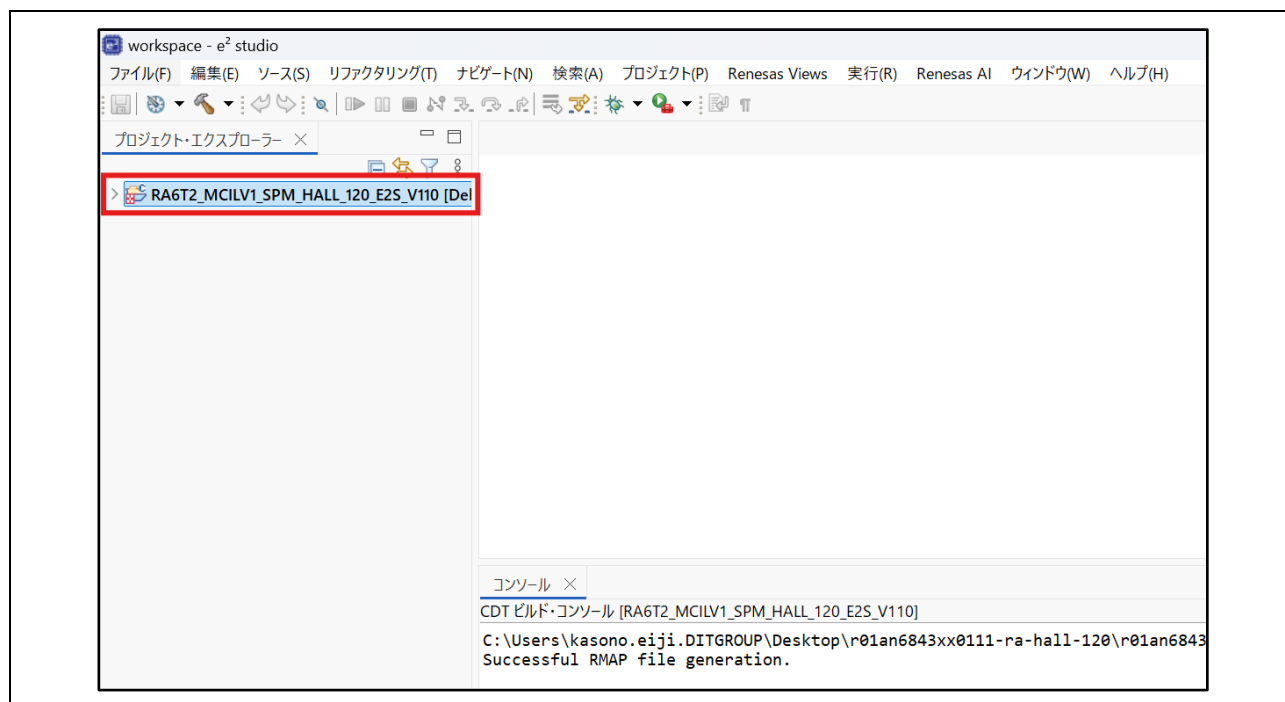 workspace - e² studio
ファイル(F) 編集(E) ソース(S) リファクタリング(T) ナビゲート(N) 検索(A) プロジェクト(P) Renesas Views 実行(R) Renesas AI ウィンドウ(W) ヘルプ(H)
プロジェクト・エクスプローラー
RA6T2_MCILV1_SPM_HALL_120_E2S_V110 [Del
コンソール
CDT ビルド・コンソール [RA6T2_MCILV1_SPM_HALL_120_E2S_V110]
C:\Users\kasono.eiji.DITGROUP\Desktop\r01an6843xx0111-ra-hall-120\r01an6843
Successful RMAP file generation.